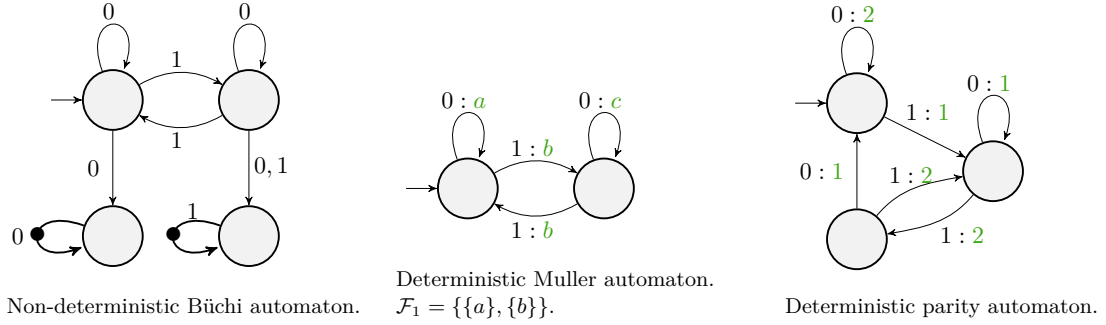 0
0
1
1
0
0, 1
0
1
Non-deterministic Büchi automaton.
0 : a
0 : c
1 : b
1 : b
Deterministic Muller automaton.
F₁ = {{a}, {b}}.
0 : 2
1 : 1
0 : 1
0 : 1
1 : 2
1 : 2
Deterministic parity automaton.